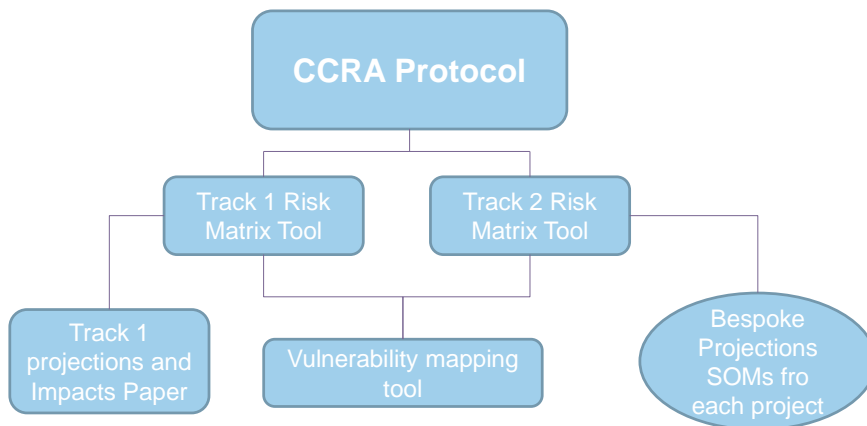 CCRA Protocol
Track 1 Risk
Matrix Tool
Track 2 Risk
Matrix Tool
Track 1
projections and
Impacts Paper
Vulnerability mapping
tool
Bespoke
Projections
SOMs fro
each project